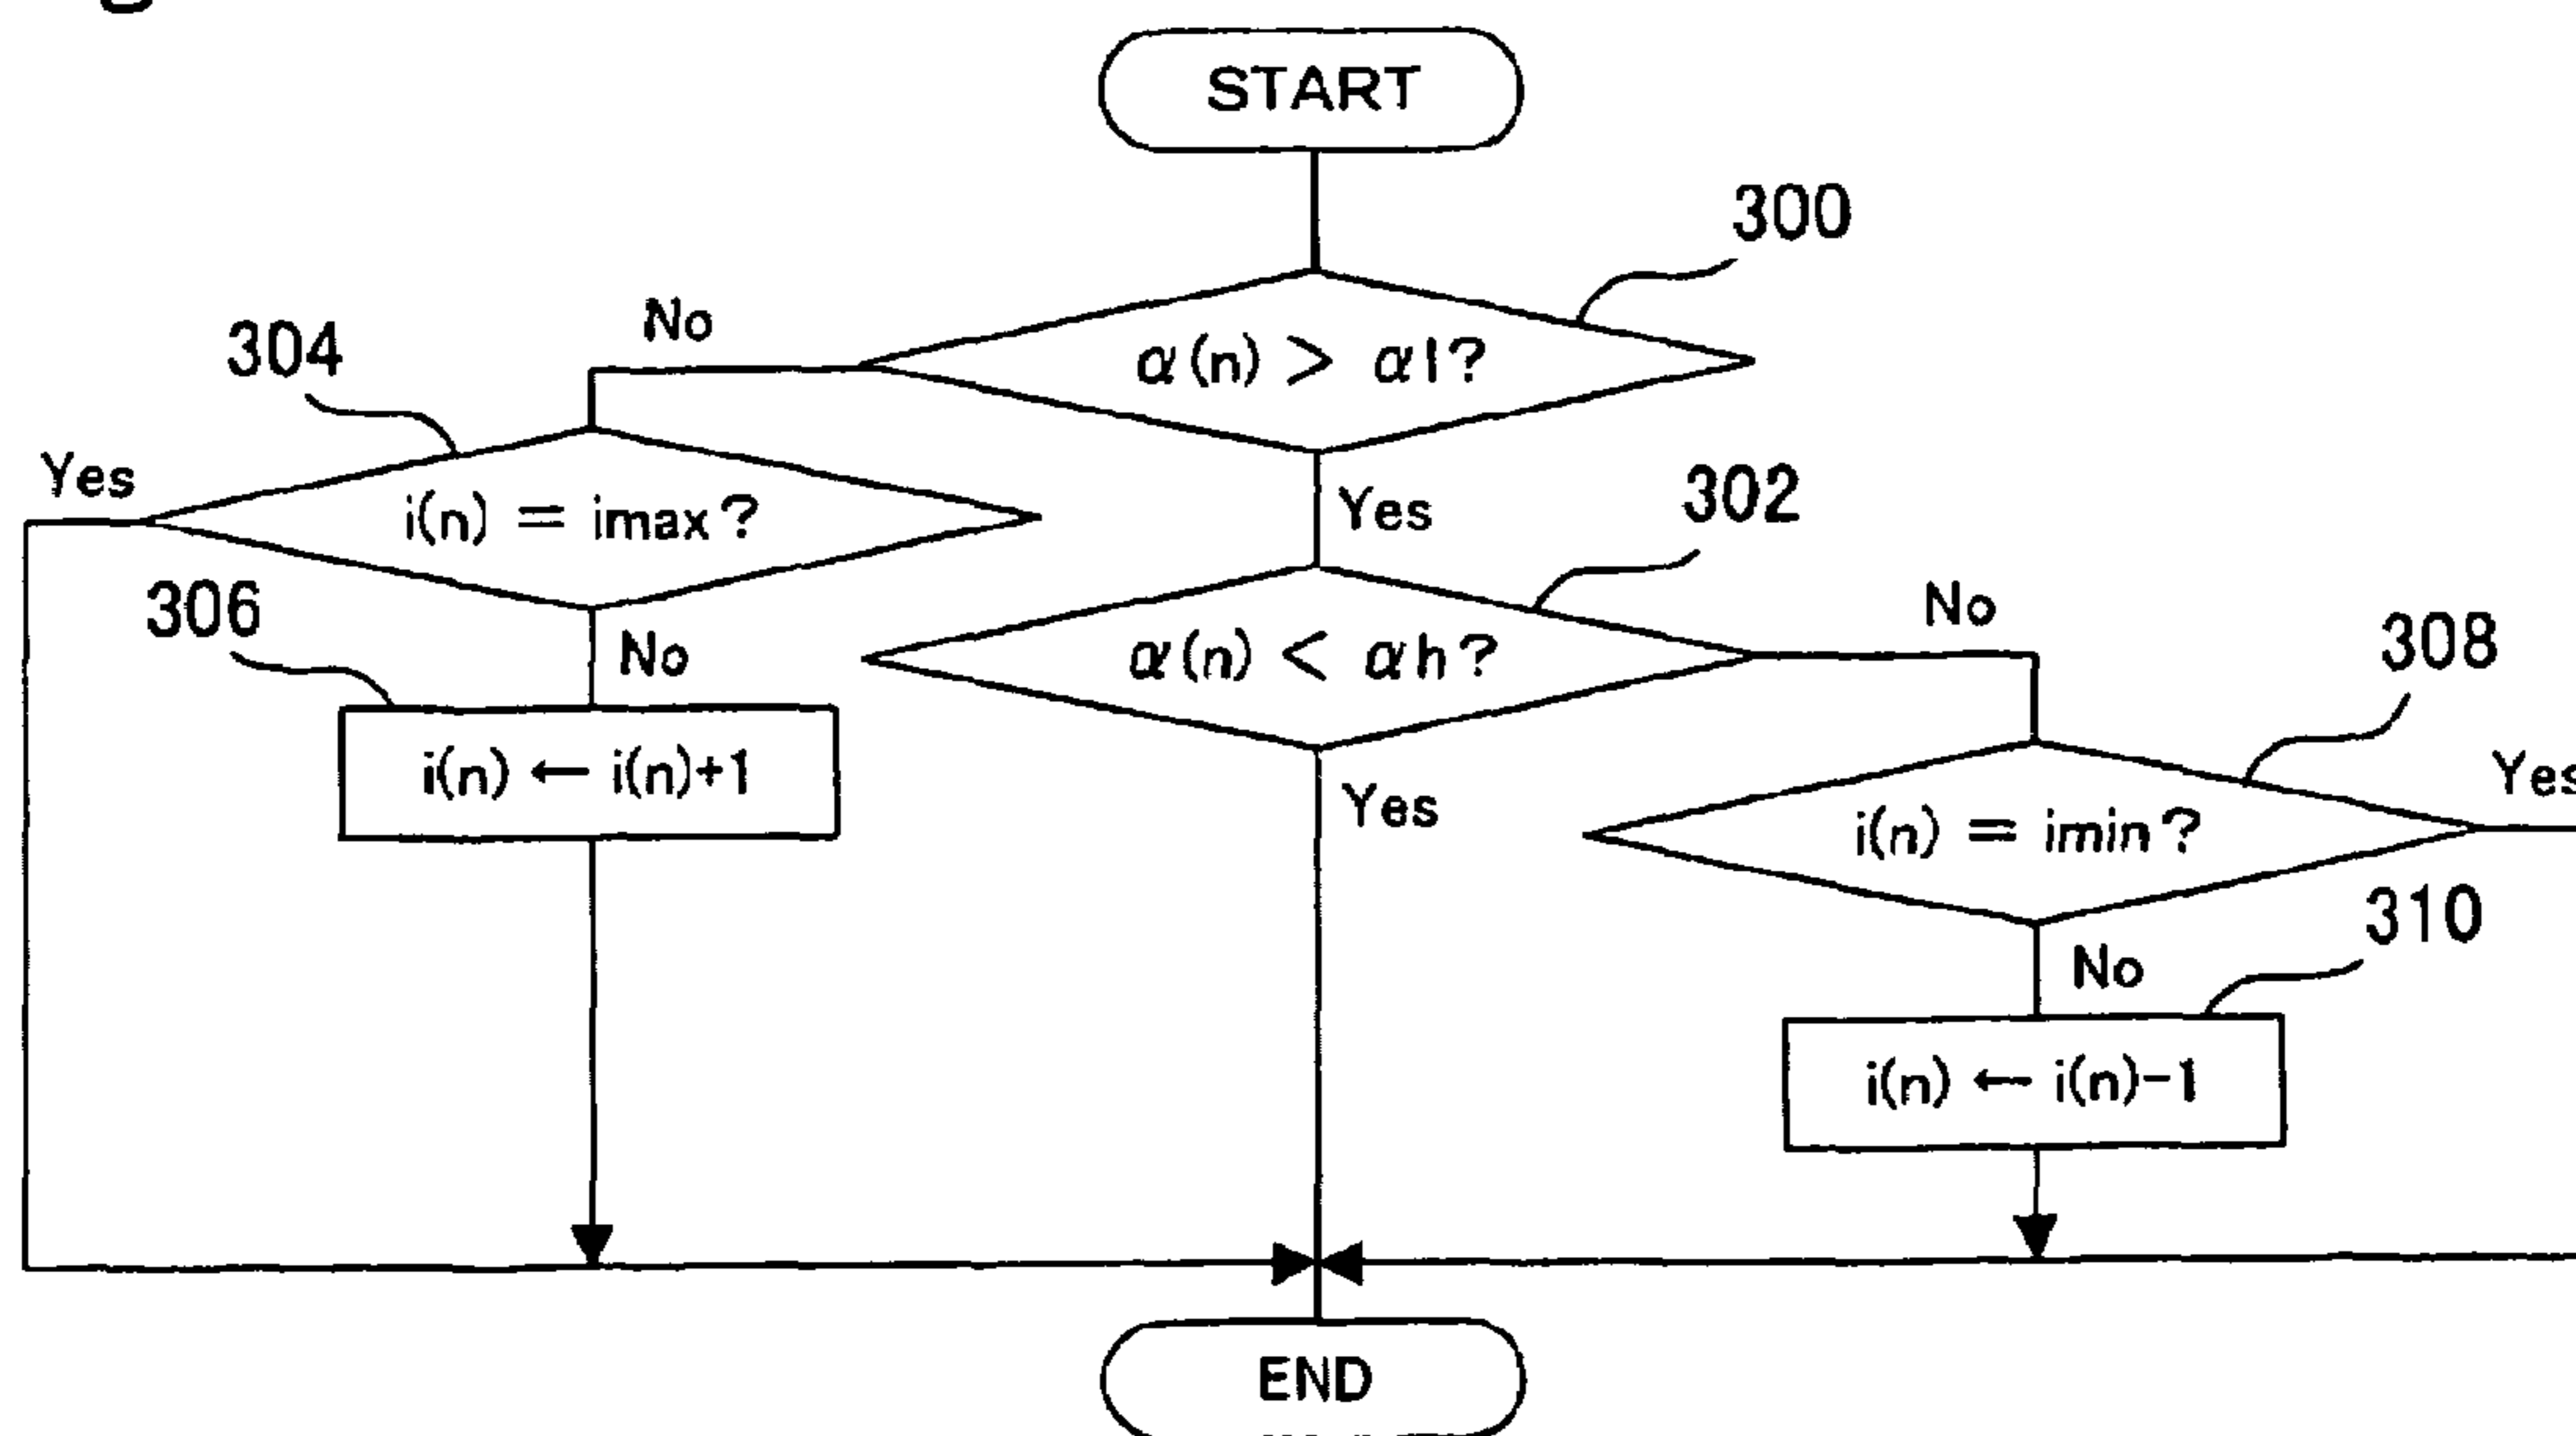 START
300
No
304
α(n) > αl?
Yes
i(n) = imax?
Yes
302
306
No
α(n) < αh?
No
308
i(n) ← i(n)+1
Yes
i(n) = imin?
Yes
310
No
i(n) ← i(n)-1
END